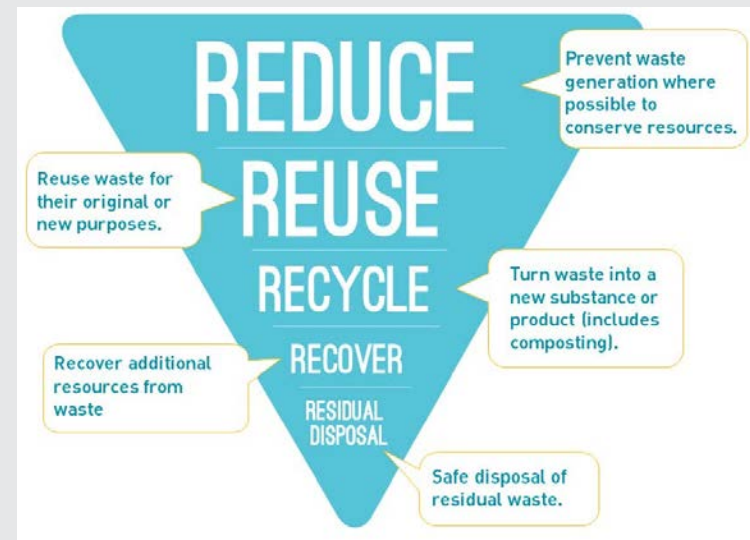 REDUCE
Prevent waste
generation where
possible to
conserve resources.
REUSE
Reuse waste for
their original or
new purposes.
RECYCLE
Turn waste into a
new substance or
product (includes
composting).
RECOVER
Recover additional
resources from
waste
RESIDUAL
DISPOSAL
Safe disposal of
residual waste.